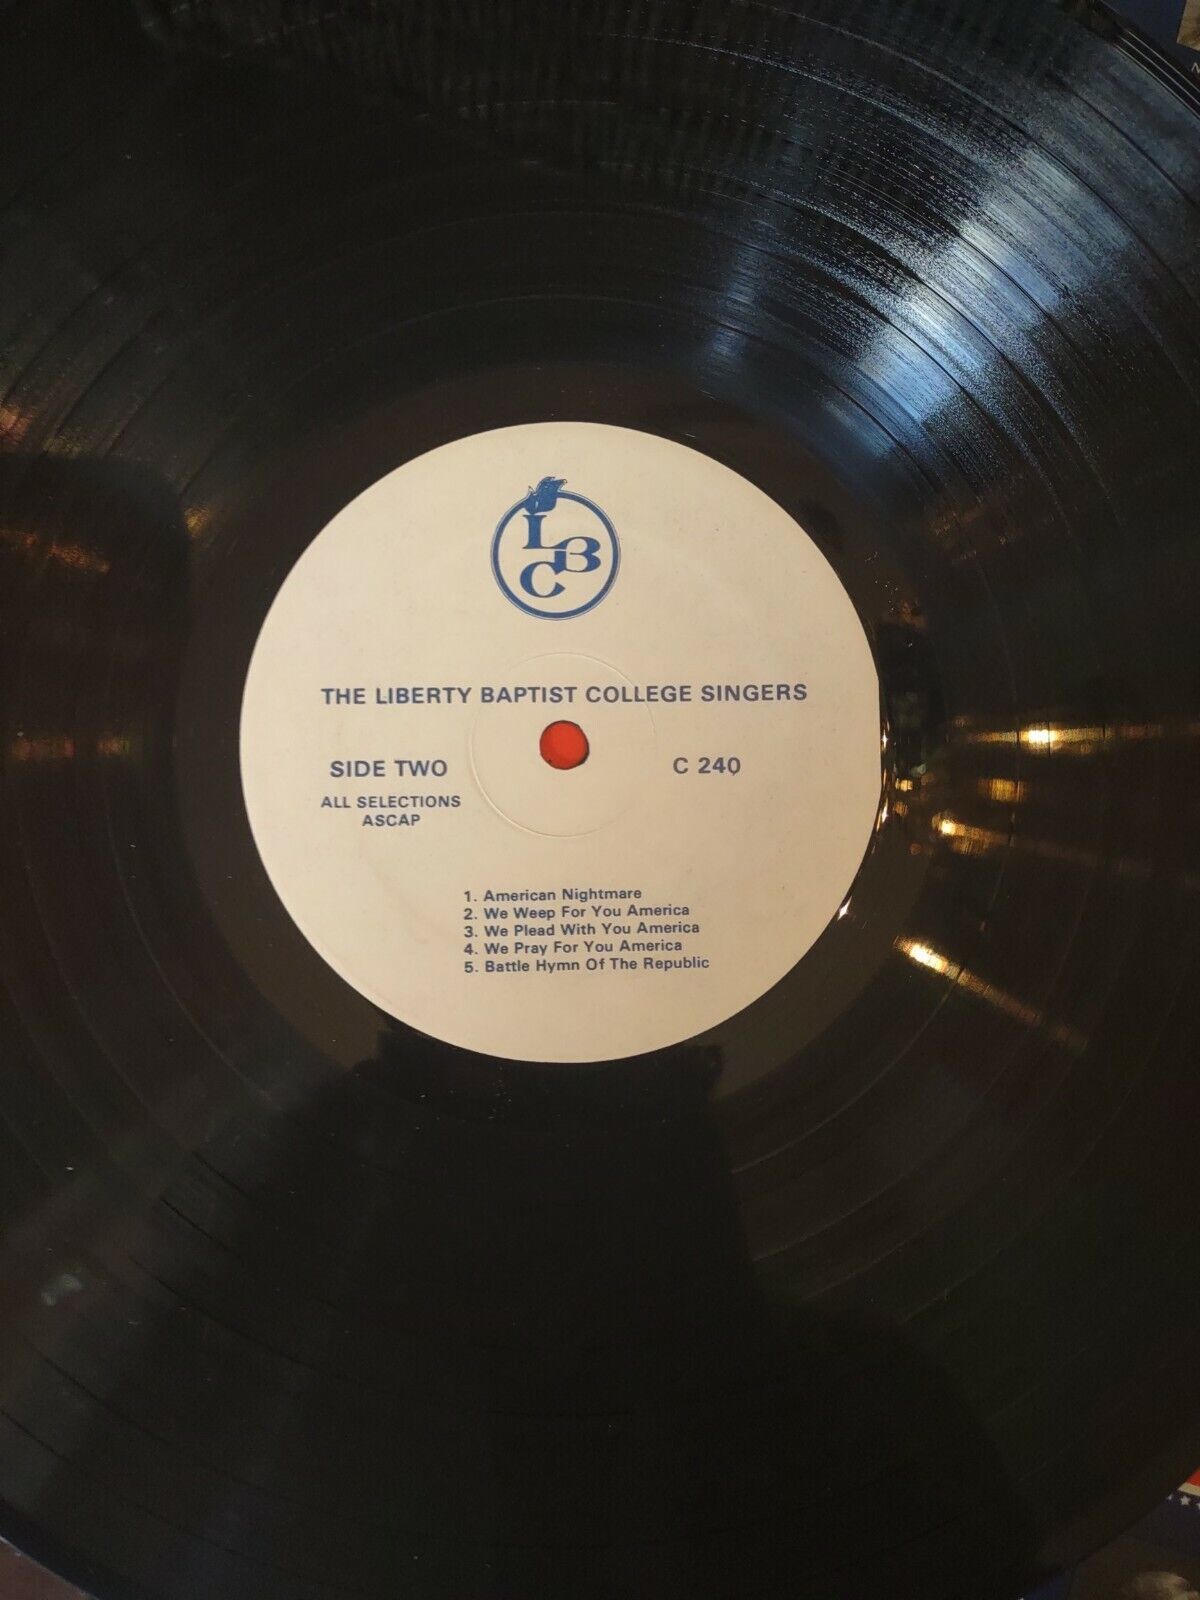 L
B
C
THE LIBERTY BAPTIST COLLEGE SINGERS
SIDE TWO
C 240
ALL SELECTIONS
ASCAP
1. American Nightmare
2. We Weep For You America
3. We Plead With You America
4. We Pray For You America
5. Battle Hymn Of The Republic